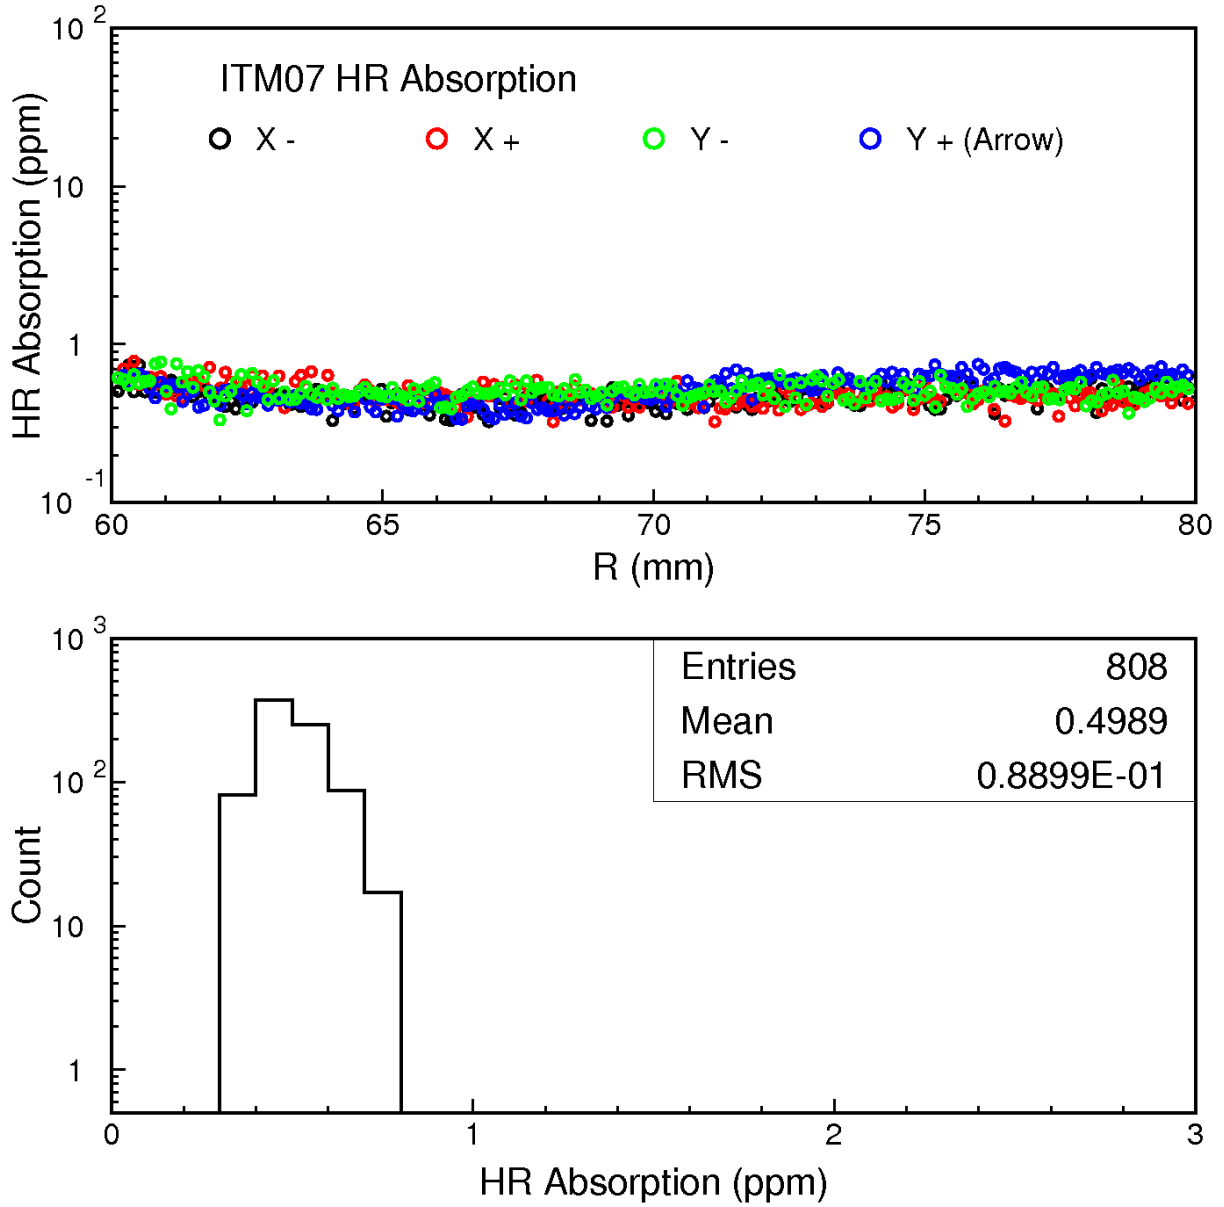 10 2
ITM07 HR Absorption
X - X + Y - Y + (Arrow)
10
1
10 -1
HR Absorption (ppm)
60 65 70 75 80
R (mm)
10 3
Entries 808
Mean 0.4989
RMS 0.8899E-01
10 2
10
1
Count
0 1 2 3
HR Absorption (ppm)